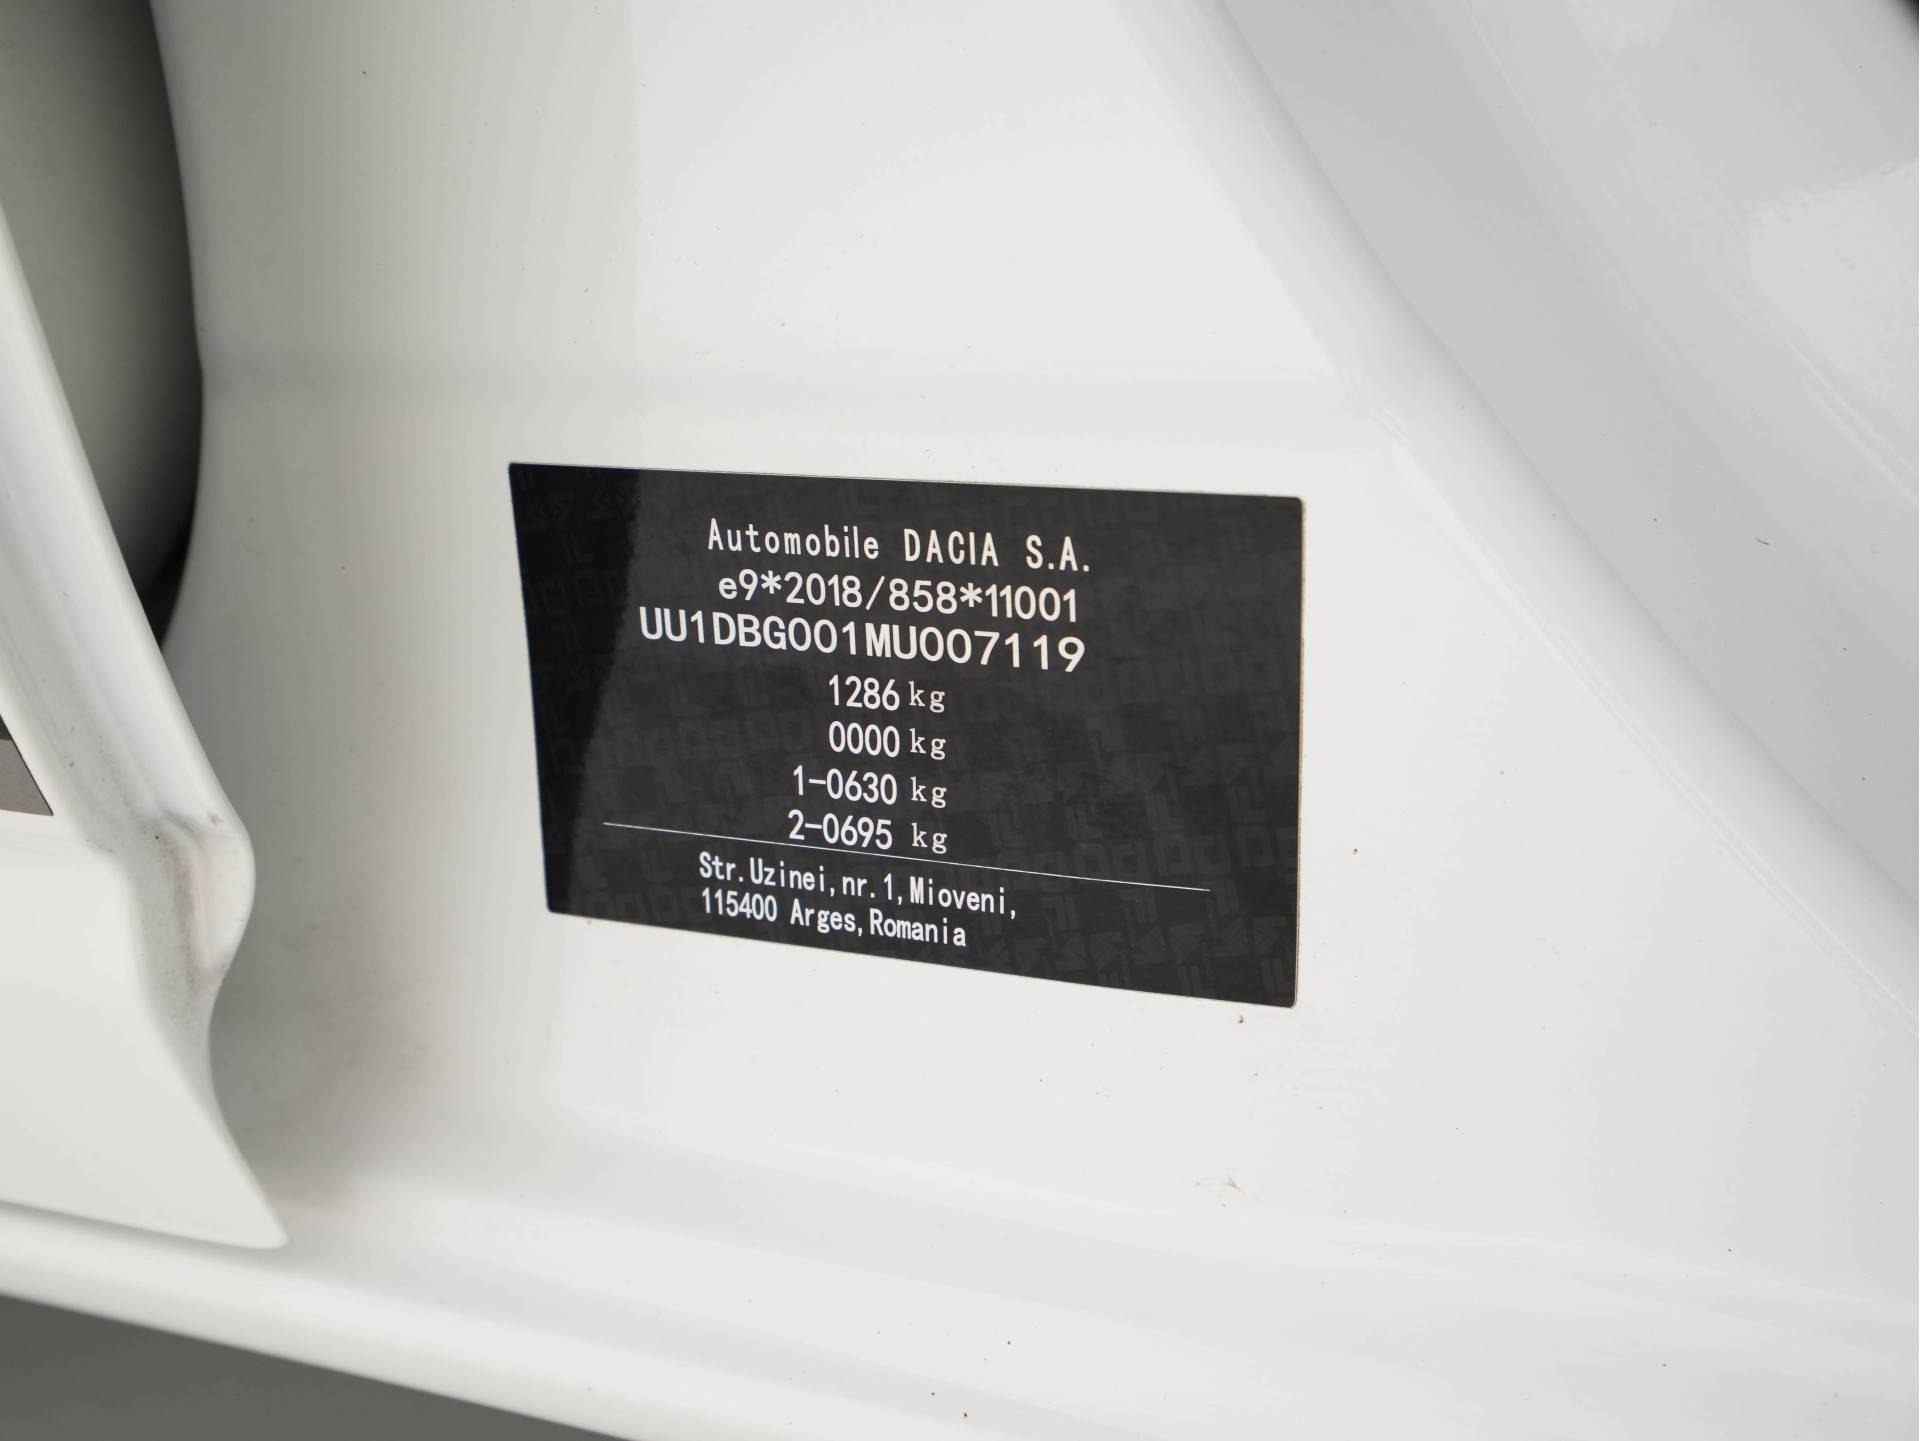 Automobile DACIA S.A.
e9*2018/858*11001
UU1DBG001MU007119
1286 kg
0000 kg
1-0630 kg
2-0695 kg
Str.Uzinei,nr.1,Mioveni,
115400 Arges,Romania